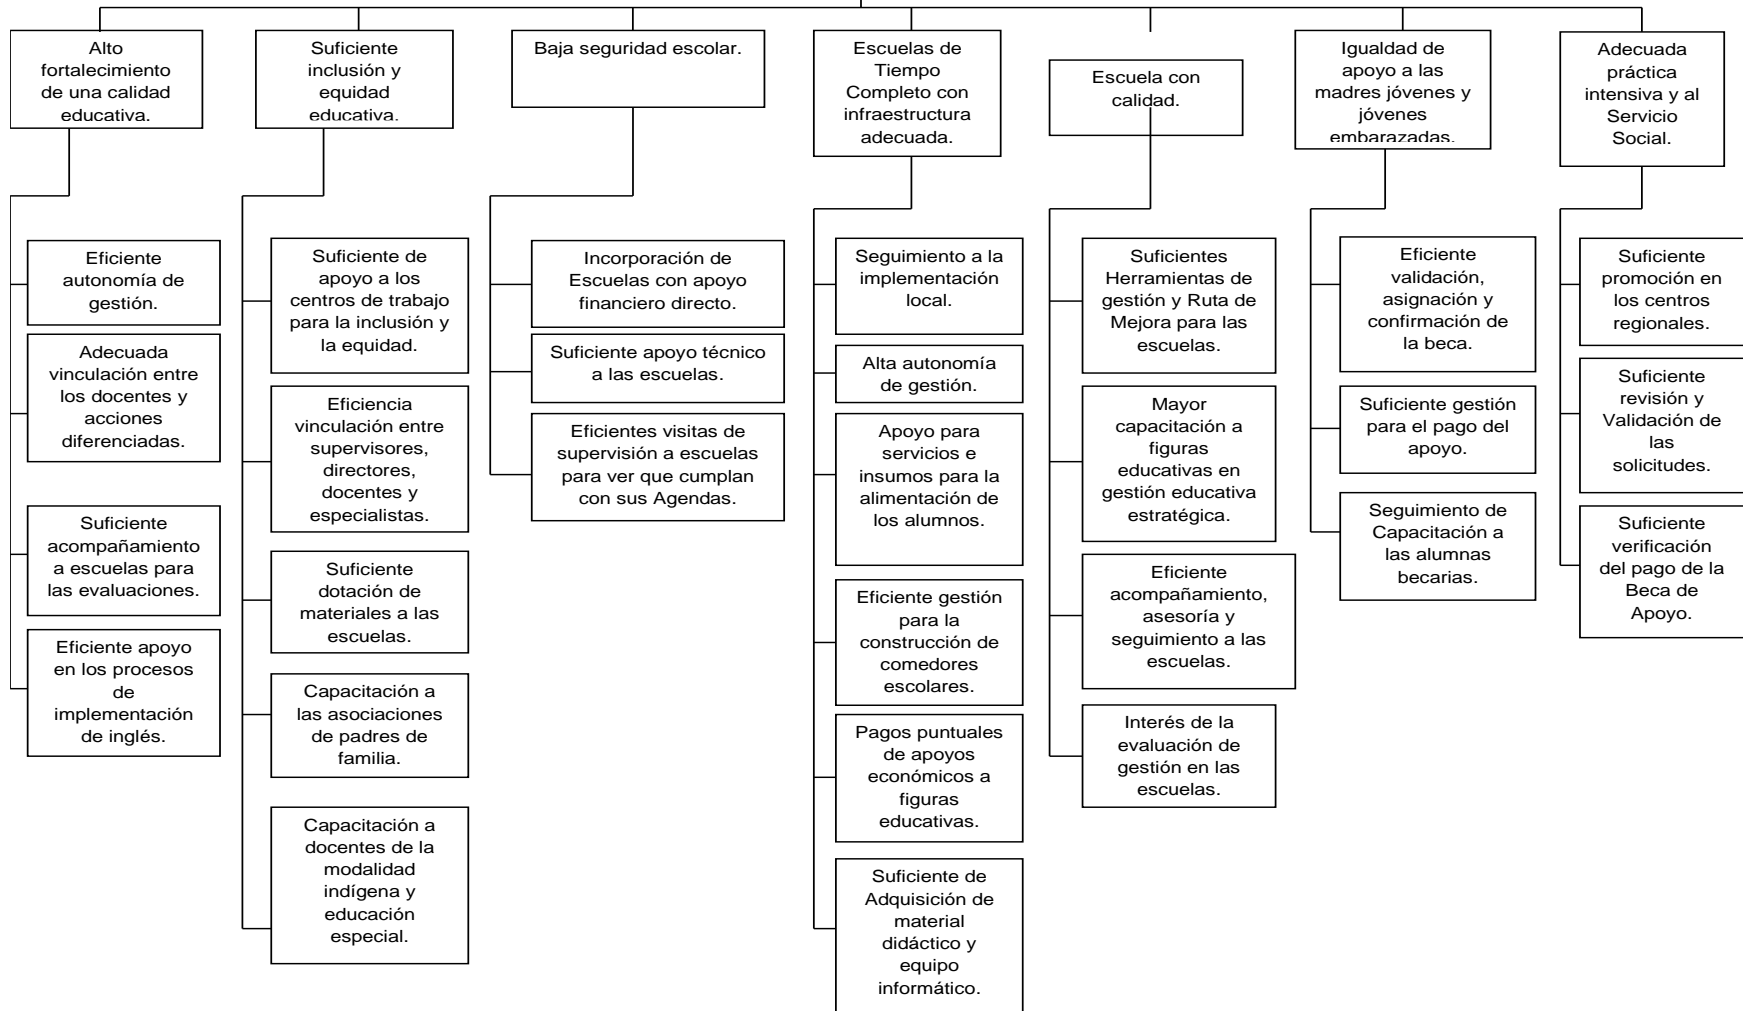 Alto
fortalecimiento
de una calidad
educativa.
Suficiente
inclusión y
equidad
educativa.
Baja seguridad escolar.
Escuelas de
Tiempo
Completo con
infraestructura
adecuada.
Escuela con
calidad.
Igualdad de
apoyo a las
madres jóvenes y
jóvenes
embarazadas.
Adecuada
práctica
intensiva y al
Servicio
Social.
Eficiente
autonomía de
gestión.
Adecuada
vinculación entre
los docentes y
acciones
diferenciadas.
Suficiente
acompañamiento
a escuelas para
las evaluaciones.
Eficiente apoyo
en los procesos
de
implementación
de inglés.
Suficiente de
apoyo a los
centros de trabajo
para la inclusión y
la equidad.
Eficiencia
vinculación entre
supervisores,
directores,
docentes y
especialistas.
Suficiente
dotación de
materiales a las
escuelas.
Capacitación a
las asociaciones
de padres de
familia.
Capacitación a
docentes de la
modalidad
indígena y
educación
especial.
Incorporación de
Escuelas con apoyo
financiero directo.
Suficiente apoyo técnico
a las escuelas.
Eficientes visitas de
supervisión a escuelas
para ver que cumplan
con sus Agendas.
Seguimiento a la
implementación
local.
Alta autonomía
de gestión.
Apoyo para
servicios e
insumos para la
alimentación de
los alumnos.
Eficiente gestión
para la
construcción de
comedores
escolares.
Pagos puntuales
de apoyos
económicos a
figuras
educativas.
Suficiente de
Adquisición de
material
didáctico y
equipo
informático.
Suficientes
Herramientas de
gestión y Ruta de
Mejora para las
escuelas.
Mayor
capacitación a
figuras
educativas en
gestión educativa
estratégica.
Eficiente
acompañamiento,
asesoría y
seguimiento a las
escuelas.
Interés de la
evaluación de
gestión en las
escuelas.
Eficiente
validación,
asignación y
confirmación de
la beca.
Suficiente gestión
para el pago del
apoyo.
Seguimiento de
Capacitación a
las alumnas
becarias.
Suficiente
promoción en
los centros
regionales.
Suficiente
revisión y
Validación de
las
solicitudes.
Suficiente
verificación
del pago de la
Beca de
Apoyo.